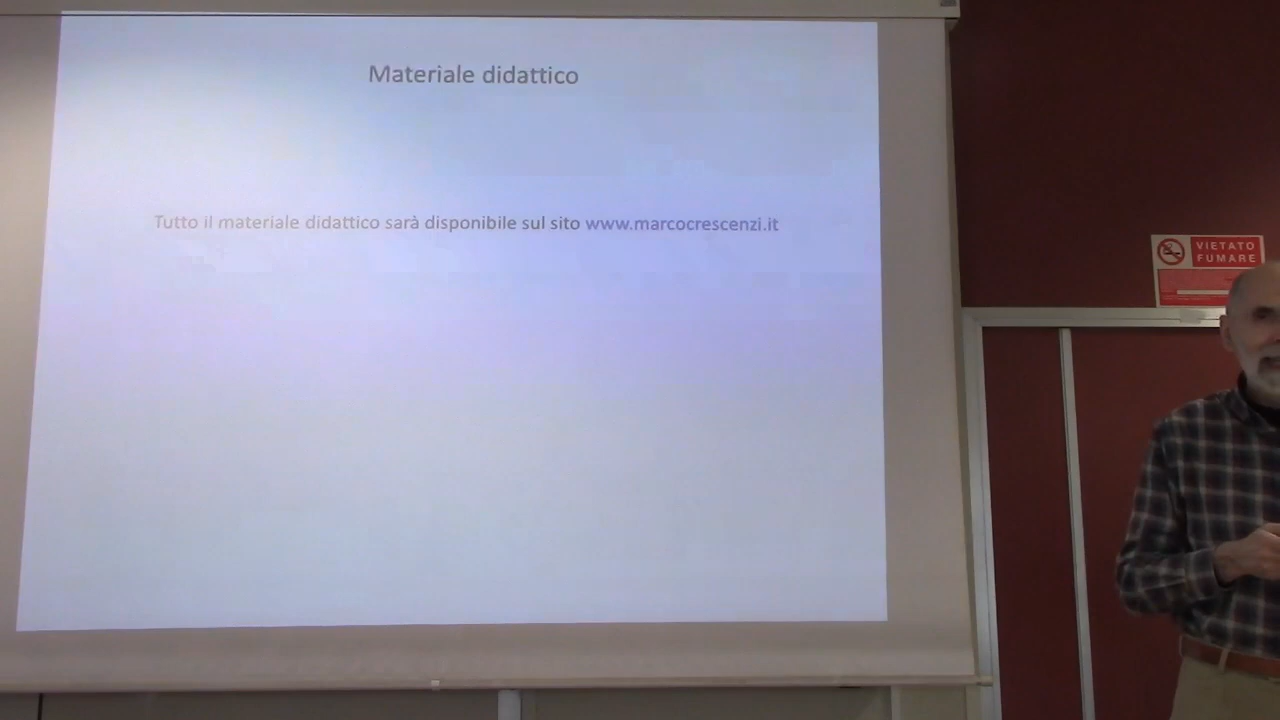 Materiale didattico
Tutto il materiale didattico sarà disponibile sul sito www.marcocrescenzi.it
VIETATO
FUMARE